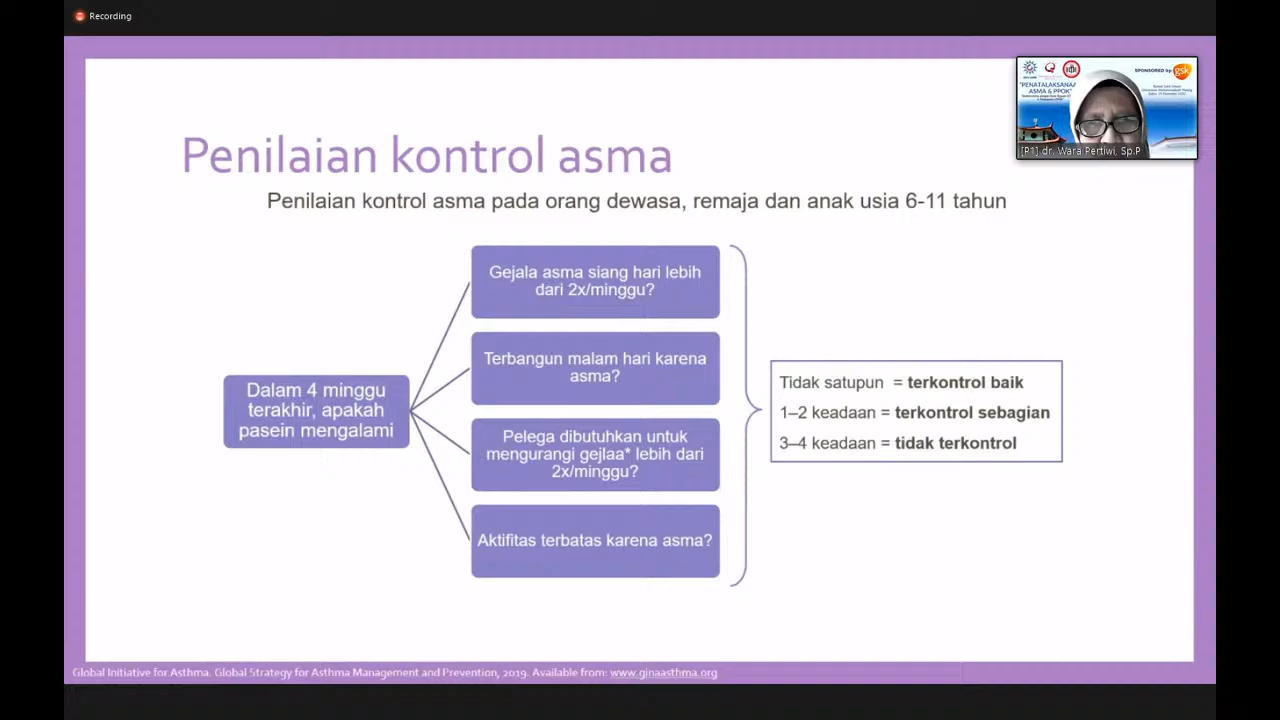 Recording
"PENATALAKSANAA
ASMA & PPOK"
SPONSORED by:
gsk
[P1] dr. Wara Pertiwi, Sp.P
Penilaian kontrol asma
Penilaian kontrol asma pada orang dewasa, remaja dan anak usia 6-11 tahun
Dalam 4 minggu
terakhir, apakah
pasein mengalami
Gejala asma siang hari lebih
dari 2x/minggu?
Terbangun malam hari karena
asma?
Pelega dibutuhkan untuk
mengurangi gejlaa* lebih dari
2x/minggu?
Aktifitas terbatas karena asma?
Tidak satupun = terkontrol baik
1–2 keadaan = terkontrol sebagian
3–4 keadaan = tidak terkontrol
Global Initiative for Asthma. Global Strategy for Asthma Management and Prevention, 2019. Available from: www.ginaasthma.org